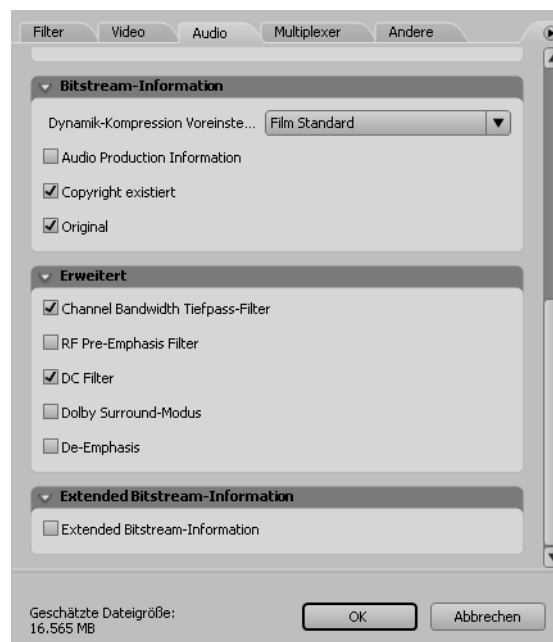 Filter Video Audio Multiplexer Andere
Bitstream-Information
Dynamik-Kompression Voreinste... Film Standard
Audio Production Information
Copyright existiert
Original
Erweitert
Channel Bandwidth Tiefpass-Filter
RF Pre-Emphasis Filter
DC Filter
Dolby Surround-Modus
De-Emphasis
Extended Bitstream-Information
Extended Bitstream-Information
Geschätzte Dateigröße:
16.565 MB
OK Abbrechen